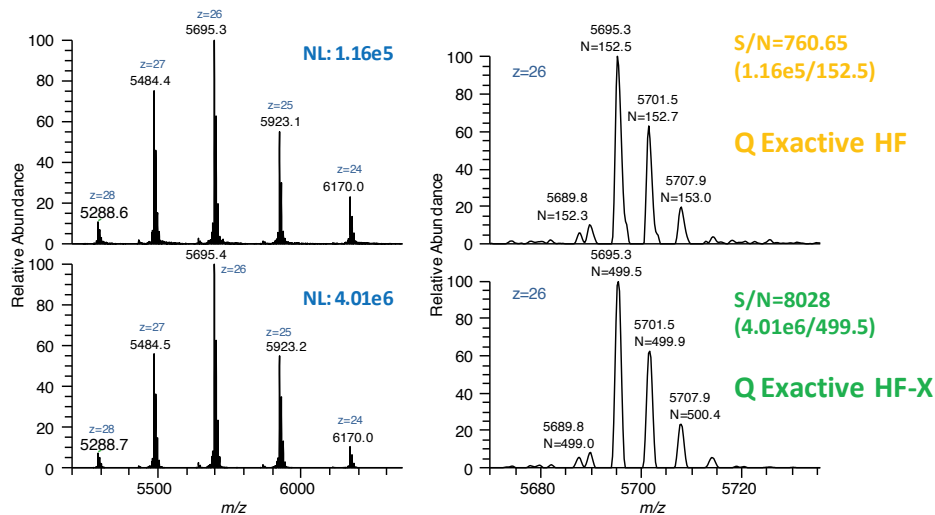 z=26
5695.3
NL: 1.16e5
z=27
5484.4
z=25
5923.1
z=24
6170.0
z=28
5288.6
100
80
60
40
20
0
Relative Abundance
5695.4
z=26
NL: 4.01e6
z=27
5484.5
z=25
5923.2
z=24
6170.0
z=28
5288.7
100
80
60
40
20
0
Relative Abundance
5500
6000
m/z
5695.3
N=152.5
z=26
5701.5
N=152.7
5707.9
N=153.0
5689.8
N=152.3
100
80
60
40
20
0
Relative Abundance
S/N=760.65
(1.16e5/152.5)
Q Exactive HF
5695.3
N=499.5
z=26
5701.5
N=499.9
5707.9
N=500.4
5689.8
N=499.0
100
80
60
40
20
0
Relative Abundance
5680
5700
5720
m/z
S/N=8028
(4.01e6/499.5)
Q Exactive HF-X